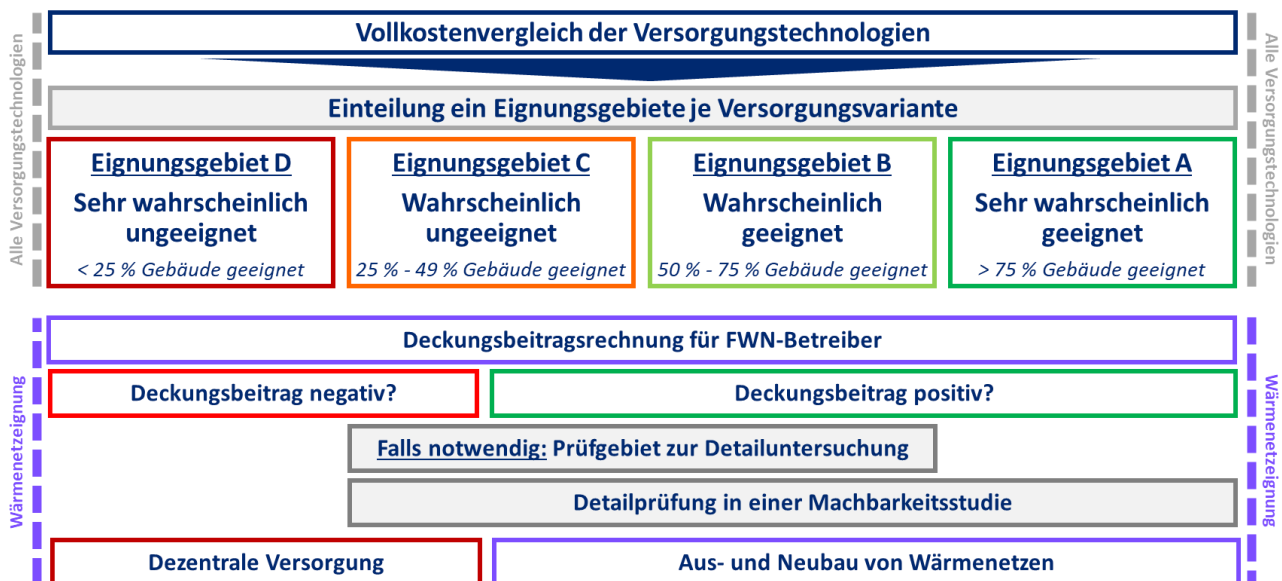 Vollkostenvergleich der Versorgungstechnologien
Einteilung ein Eignungsgebiete je Versorgungsvariante
Eignungsgebiet D
Sehr wahrscheinlich
ungeeignet
< 25 % Gebäude geeignet
Eignungsgebiet C
Wahrscheinlich
ungeeignet
25 % - 49 % Gebäude geeignet
Eignungsgebiet B
Wahrscheinlich
geeignet
50 % - 75 % Gebäude geeignet
Eignungsgebiet A
Sehr wahrscheinlich
geeignet
> 75 % Gebäude geeignet
Alle Versorgungstechnologien
Alle Versorgungstechnologien
Deckungsbeitragsrechnung für FWN-Betreiber
Deckungsbeitrag negativ?
Deckungsbeitrag positiv?
Falls notwendig: Prüfgebiet zur Detailuntersuchung
Detailprüfung in einer Machbarkeitsstudie
Dezentrale Versorgung
Aus- und Neubau von Wärmenetzen
Wärmenetzeignung
Wärmenetzeignung